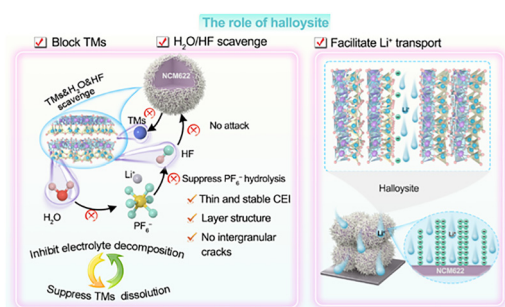 The role of halloysite
Block TMs
H₂O/HF scavenge
Facilitate Li⁺ transport
NCM622
TMs&H₂O&HF
scavenge
TMs
No attack
HF
Li⁺
Suppress PF₆⁻ hydrolysis
H₂O
PF₆⁻
Thin and stable CEI
Layer structure
No intergranular
cracks
Inhibit electrolyte decomposition
Suppress TMs dissolution
Li⁺
Halloysite
Li⁺
Li⁺
NCM622